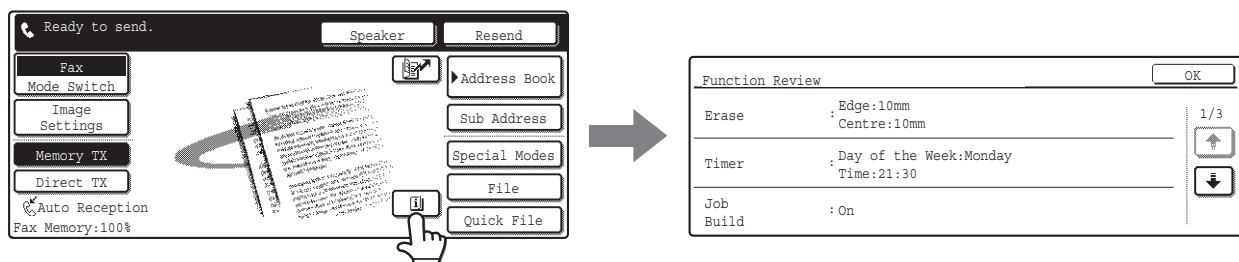 Ready to send.
Speaker
Resend
Fax
Mode Switch
Image
Settings
Memory TX
Direct TX
Auto Reception
Fax Memory:100%
Address Book
Sub Address
Special Modes
File
Quick File
Function Review
OK
Erase
:Edge:10mm
Centre:10mm
1/3
Timer
:Day of the Week:Monday
Time:21:30
Job
Build
:On